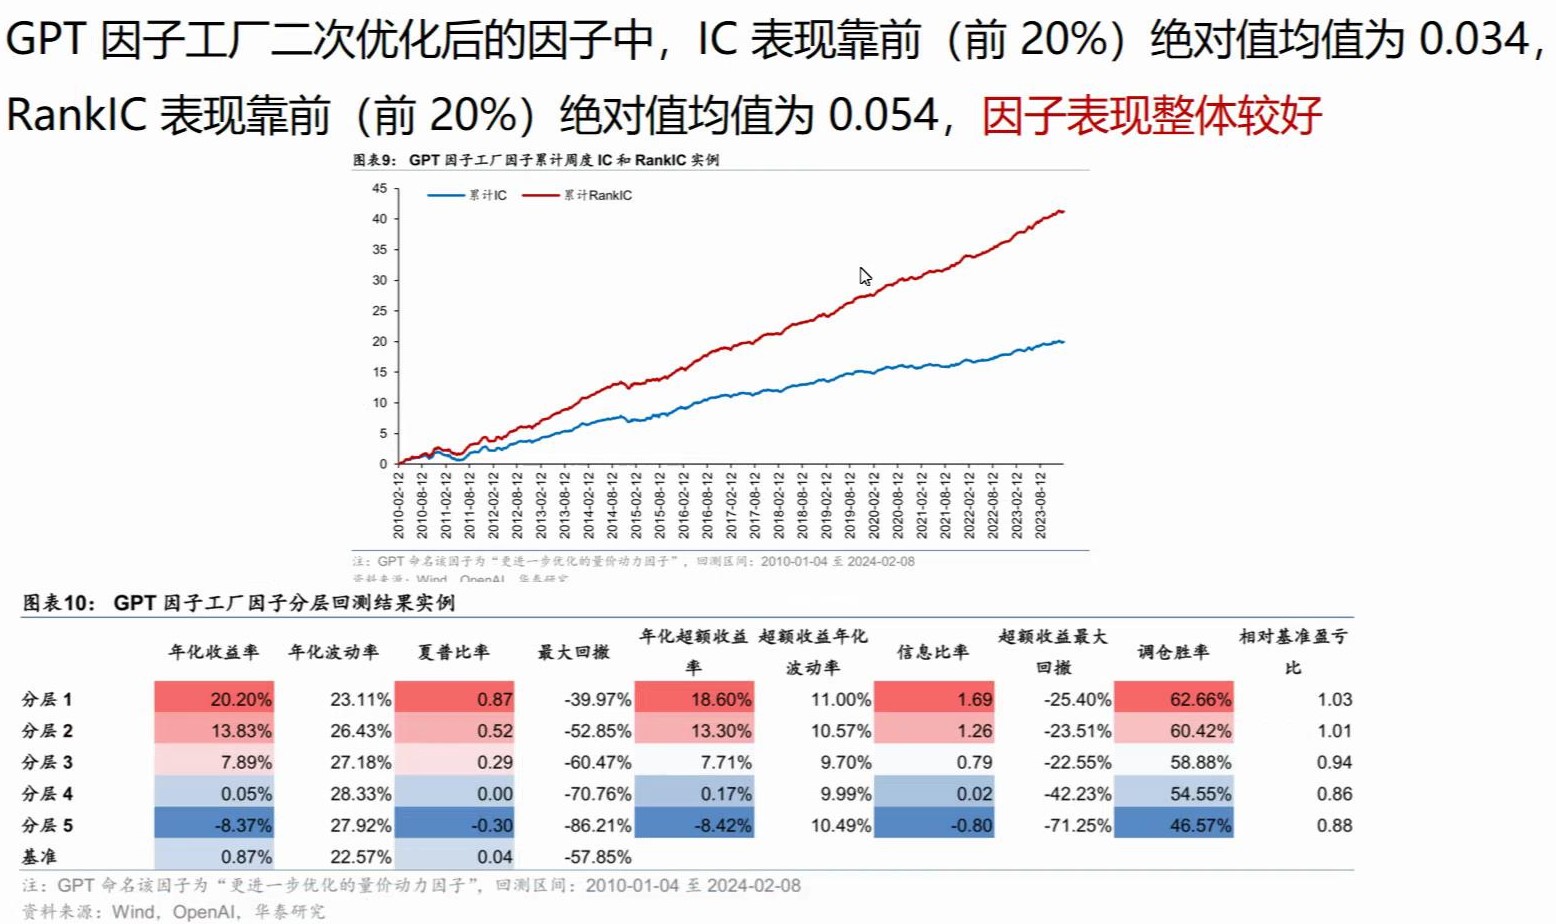 GPT 因子工厂二次优化后的因子中，IC 表现靠前（前 20%）绝对值均值为 0.034，
RankIC 表现靠前（前 20%）绝对值均值为 0.054，因子表现整体较好
图表9： GPT 因子工厂因子累计周度 IC 和 RankIC 实例
累计IC 累计RankIC
45
40
35
30
25
20
15
10
5
0
2010-02-12 2010-08-12 2011-02-12 2011-08-12 2012-02-12 2012-08-12 2013-02-12 2013-08-12 2014-02-12 2014-08-12 2015-02-12 2015-08-12 2016-02-12 2016-08-12 2017-02-12 2017-08-12 2018-02-12 2018-08-12 2019-02-12 2019-08-12 2020-02-12 2020-08-12 2021-02-12 2021-08-12 2022-02-12 2022-08-12 2023-02-12 2023-08-12
注：GPT 命名该因子为“更进一步优化的量价动力因子”，回测区间：2010-01-04 至 2024-02-08
资料来源：Wind，OpenAI，华泰研究
图表10： GPT 因子工厂因子分层回测结果实例
年化收益率 年化波动率 夏普比率 最大回撤 年化超额收益率 超额收益年化波动率 信息比率 超额收益最大回撤 调仓胜率 相对基准盈亏比
分层 1 20.20% 23.11% 0.87 -39.97% 18.60% 11.00% 1.69 -25.40% 62.66% 1.03
分层 2 13.83% 26.43% 0.52 -52.85% 13.30% 10.57% 1.26 -23.51% 60.42% 1.01
分层 3 7.89% 27.18% 0.29 -60.47% 7.71% 9.70% 0.79 -22.55% 58.88% 0.94
分层 4 0.05% 28.33% 0.00 -70.76% 0.17% 9.99% 0.02 -42.23% 54.55% 0.86
分层 5 -8.37% 27.92% -0.30 -86.21% -8.42% 10.49% -0.80 -71.25% 46.57% 0.88
基准 0.87% 22.57% 0.04 -57.85%
注：GPT 命名该因子为“更进一步优化的量价动力因子”，回测区间：2010-01-04 至 2024-02-08
资料来源：Wind，OpenAI，华泰研究